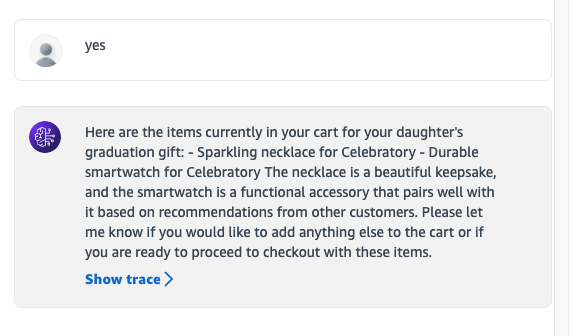 yes
Here are the items currently in your cart for your daughter's
graduation gift: - Sparkling necklace for Celebratory - Durable
smartwatch for Celebratory The necklace is a beautiful keepsake,
and the smartwatch is a functional accessory that pairs well with
it based on recommendations from other customers. Please let
me know if you would like to add anything else to the cart or if
you are ready to proceed to checkout with these items.
Show trace